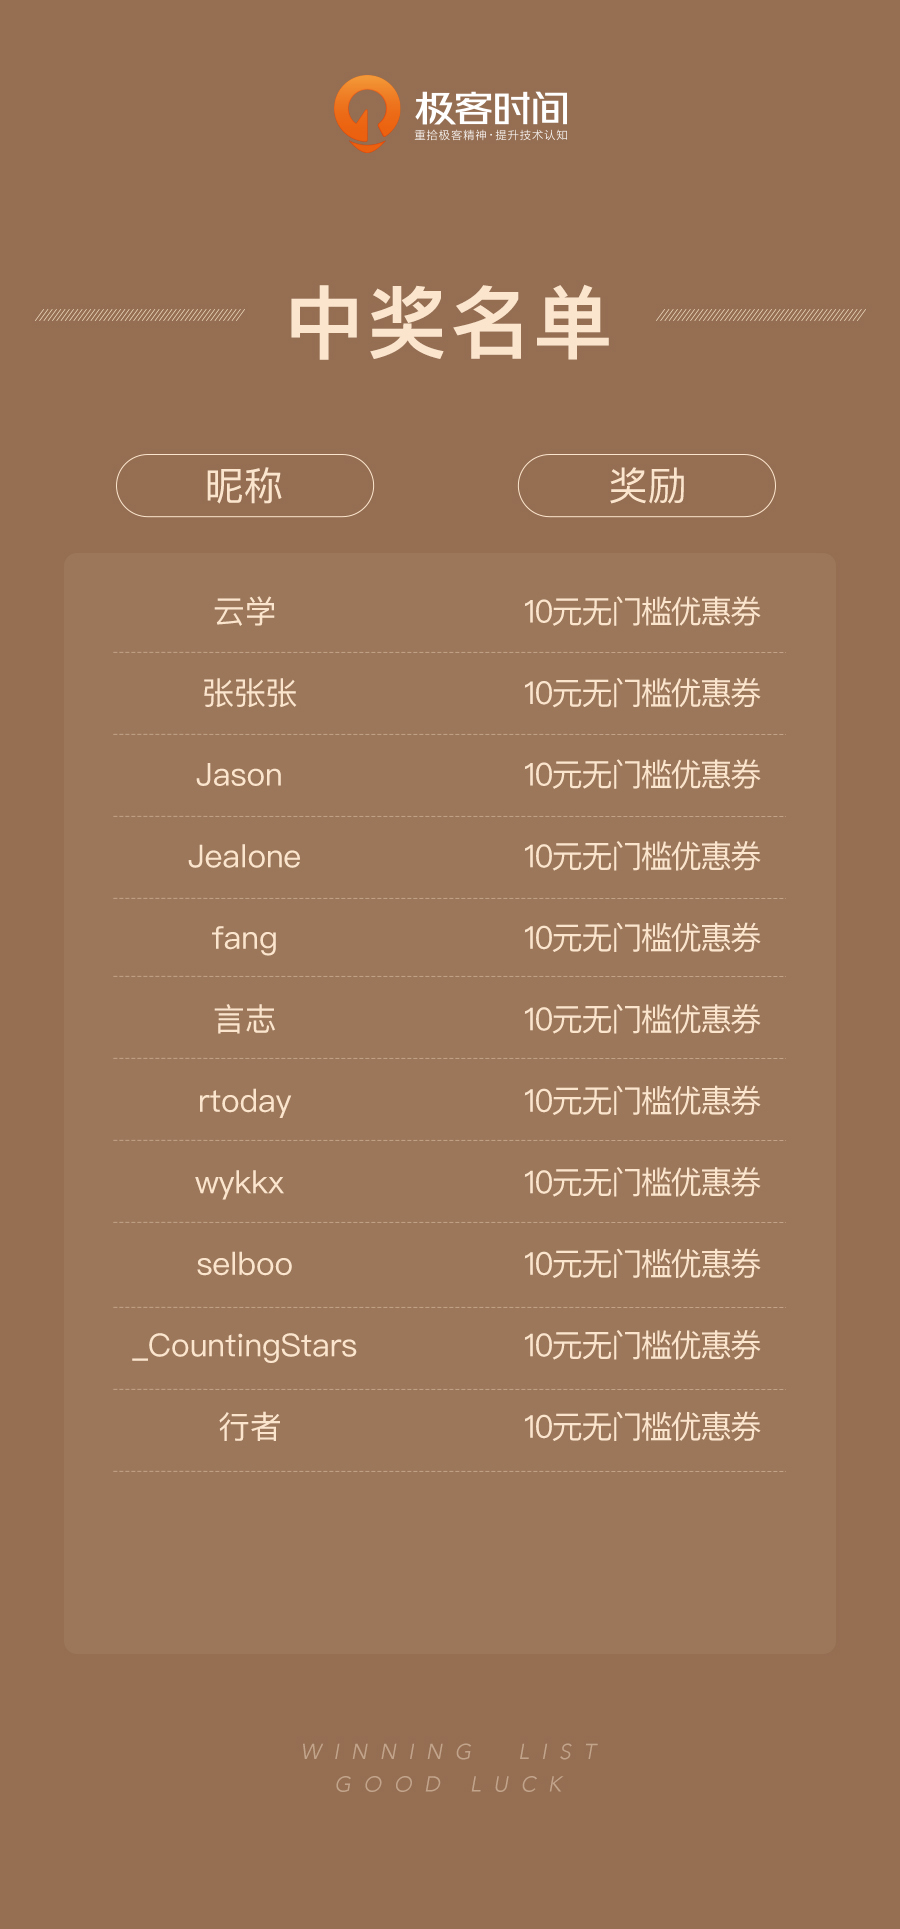 极客时间
重拾极客精神·提升技术认知
中奖名单
昵称 奖励
云学 10元无门槛优惠券
张张张 10元无门槛优惠券
Jason 10元无门槛优惠券
Jealone 10元无门槛优惠券
fang 10元无门槛优惠券
言志 10元无门槛优惠券
rtoday 10元无门槛优惠券
wykkx 10元无门槛优惠券
selboo 10元无门槛优惠券
_CountingStars 10元无门槛优惠券
行者 10元无门槛优惠券
WINNING LIST
GOOD LUCK